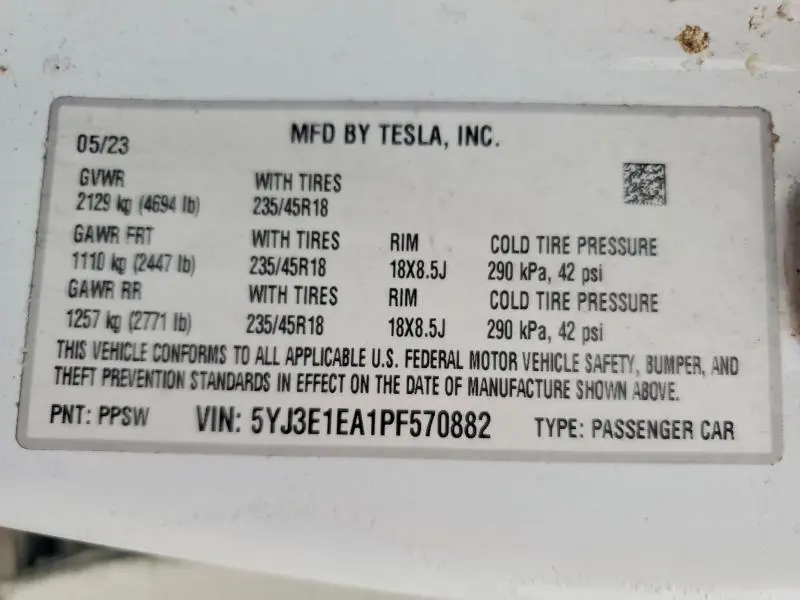 05/23 MFD BY TESLA, INC.
GVWR WITH TIRES
2129 kg (4694 lb) 235/45R18
GAWR FRT WITH TIRES RIM COLD TIRE PRESSURE
1110 kg (2447 lb) 235/45R18 18X8.5J 290 kPa, 42 psi
GAWR RR WITH TIRES RIM COLD TIRE PRESSURE
1257 kg (2771 lb) 235/45R18 18X8.5J 290 kPa, 42 psi
THIS VEHICLE CONFORMS TO ALL APPLICABLE U.S. FEDERAL MOTOR VEHICLE SAFETY, BUMPER, AND
THEFT PREVENTION STANDARDS IN EFFECT ON THE DATE OF MANUFACTURE SHOWN ABOVE.
PNT: PPSW VIN: 5YJ3E1EA1PF570882 TYPE: PASSENGER CAR